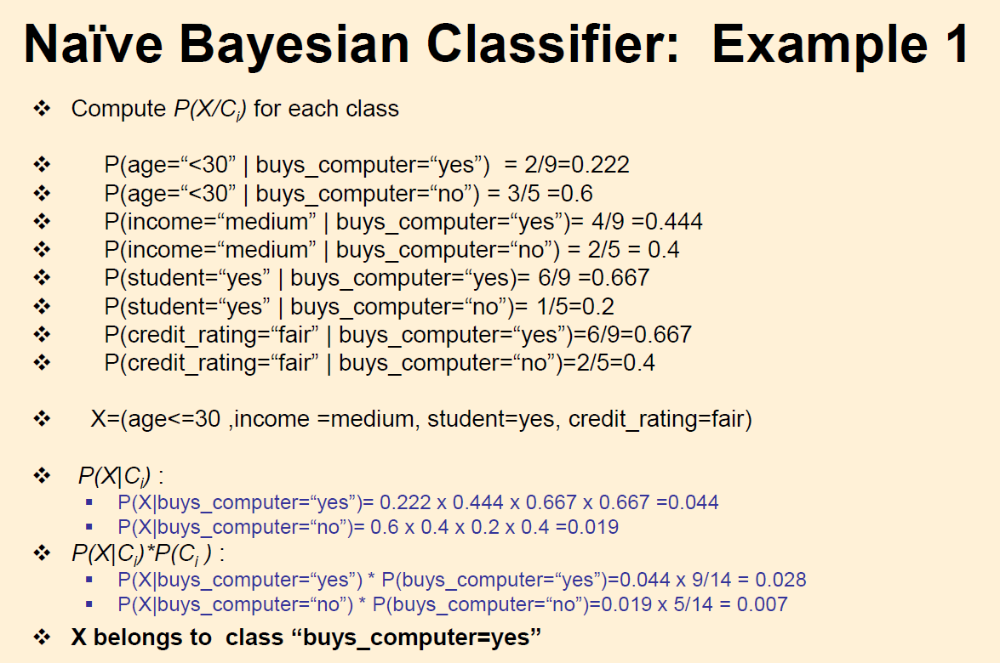 Naïve Bayesian Classifier: Example 1
❖ Compute P(X/Ci) for each class
❖ P(age=“<30” | buys_computer=“yes”) = 2/9=0.222
❖ P(age=“<30” | buys_computer=“no”) = 3/5 =0.6
❖ P(income=“medium” | buys_computer=“yes”)= 4/9 =0.444
❖ P(income=“medium” | buys_computer=“no”) = 2/5 = 0.4
❖ P(student=“yes” | buys_computer=“yes)= 6/9 =0.667
❖ P(student=“yes” | buys_computer=“no”)= 1/5=0.2
❖ P(credit_rating=“fair” | buys_computer=“yes”)=6/9=0.667
❖ P(credit_rating=“fair” | buys_computer=“no”)=2/5=0.4
❖ X=(age<=30 ,income =medium, student=yes, credit_rating=fair)
❖ P(X|Ci) :
▪ P(X|buys_computer=“yes”)= 0.222 x 0.444 x 0.667 x 0.667 =0.044
▪ P(X|buys_computer=“no”)= 0.6 x 0.4 x 0.2 x 0.4 =0.019
❖ P(X|Ci)*P(Ci ) :
▪ P(X|buys_computer=“yes”) * P(buys_computer=“yes”)=0.044 x 9/14 = 0.028
▪ P(X|buys_computer=“no”) * P(buys_computer=“no”)=0.019 x 5/14 = 0.007
❖ X belongs to class “buys_computer=yes”